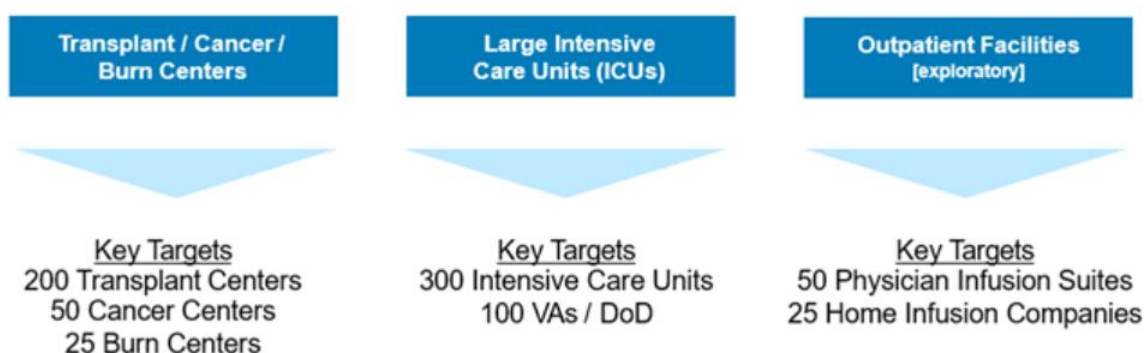 Transplant / Cancer /
Burn Centers
Key Targets
200 Transplant Centers
50 Cancer Centers
25 Burn Centers
Large Intensive
Care Units (ICUs)
Key Targets
300 Intensive Care Units
100 VAs / DoD
Outpatient Facilities
[exploratory]
Key Targets
50 Physician Infusion Suites
25 Home Infusion Companies